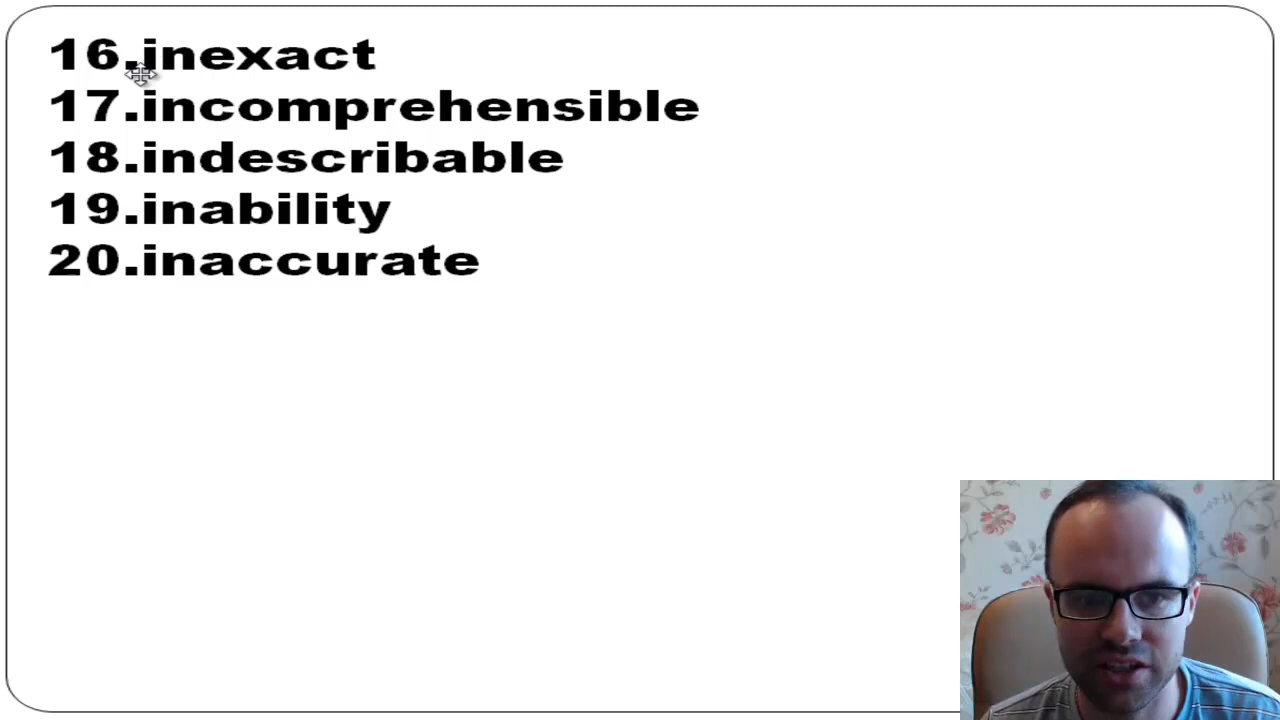 16.inexact
17.incomprehensible
18.indescribable
19.inability
20.inaccurate